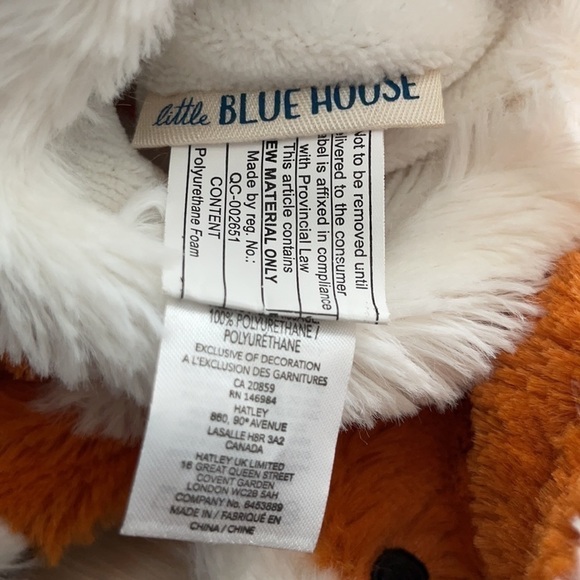 little BLUE HOUSE
Not to be removed until
delivered to the consumer
label is affixed in compliance
with Provincial Law
This article contains
NEW MATERIAL ONLY
Made by reg. No.:
QC-002651
CONTENT
Polyurethane Foam
100% POLYURETHANE /
POLYURÉTHANE
EXCLUSIVE OF DECORATION
A L'EXCLUSION DES GARNITURES
CA 20859
RN 146984
HATLEY
860, 90e AVENUE
LASALLE H8R 3A2
CANADA
HATLEY UK LIMITED
16 GREAT QUEEN STREET
COVENT GARDEN
LONDON WC2B 5AH
COMPANY No. 6453889
MADE IN / FABRIQUÉ EN
CHINA / CHINE